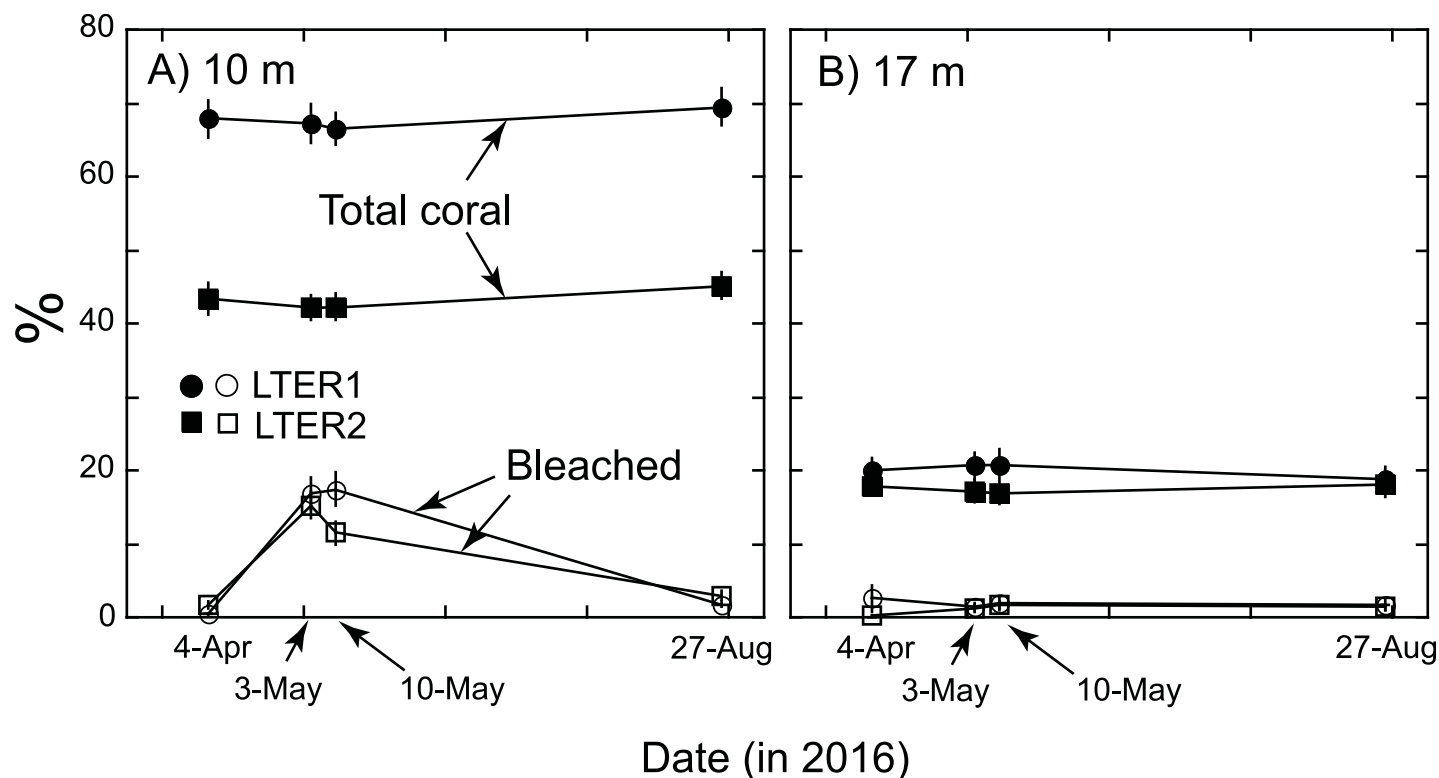 80
60
40
20
0
%
A) 10 m
Total coral
LTER1
LTER2
Bleached
4-Apr
3-May
10-May
27-Aug
B) 17 m
4-Apr
3-May
10-May
27-Aug
Date (in 2016)